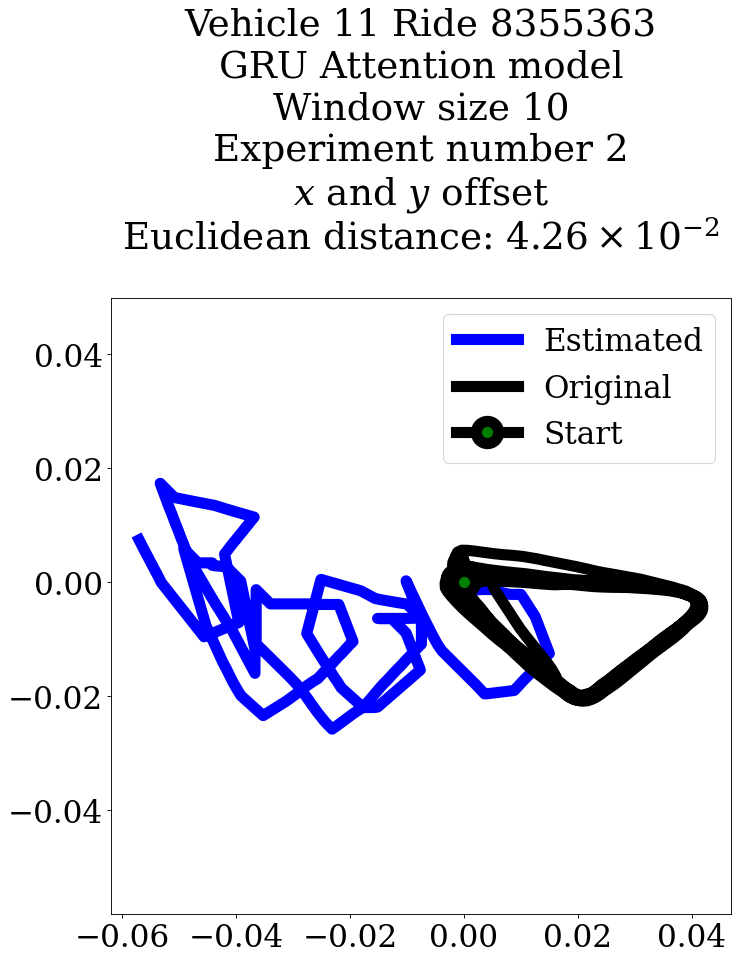 Vehicle 11 Ride 8355363
GRU Attention model
Window size 10
Experiment number 2
x and y offset
Euclidean distance: 4.26 × 10⁻²
Estimated
Original
Start
0.04
0.02
0.00
−0.02
−0.04
−0.06 −0.04 −0.02 0.00 0.02 0.04